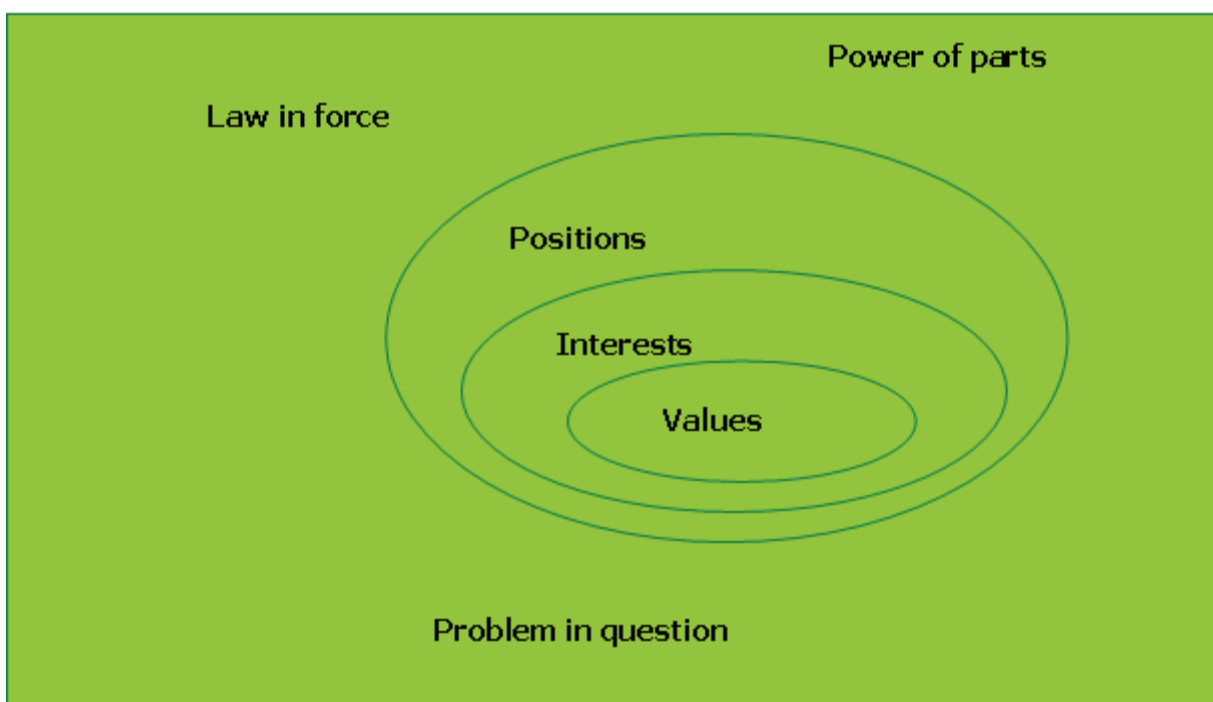 Power of parts
Law in force
Positions
Interests
Values
Problem in question